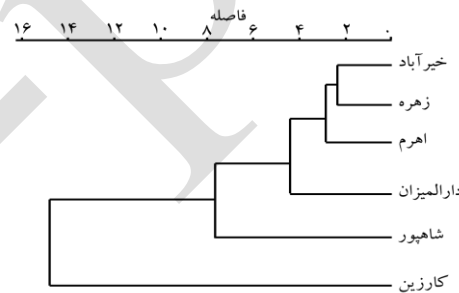 فاصله
۱۶ ۱۴ ۱۲ ۱۰ ۸ ۶ ۴ ۲ ۰
خیرآباد
زهره
اهرم
دارالمیزان
شاهپور
کارزین